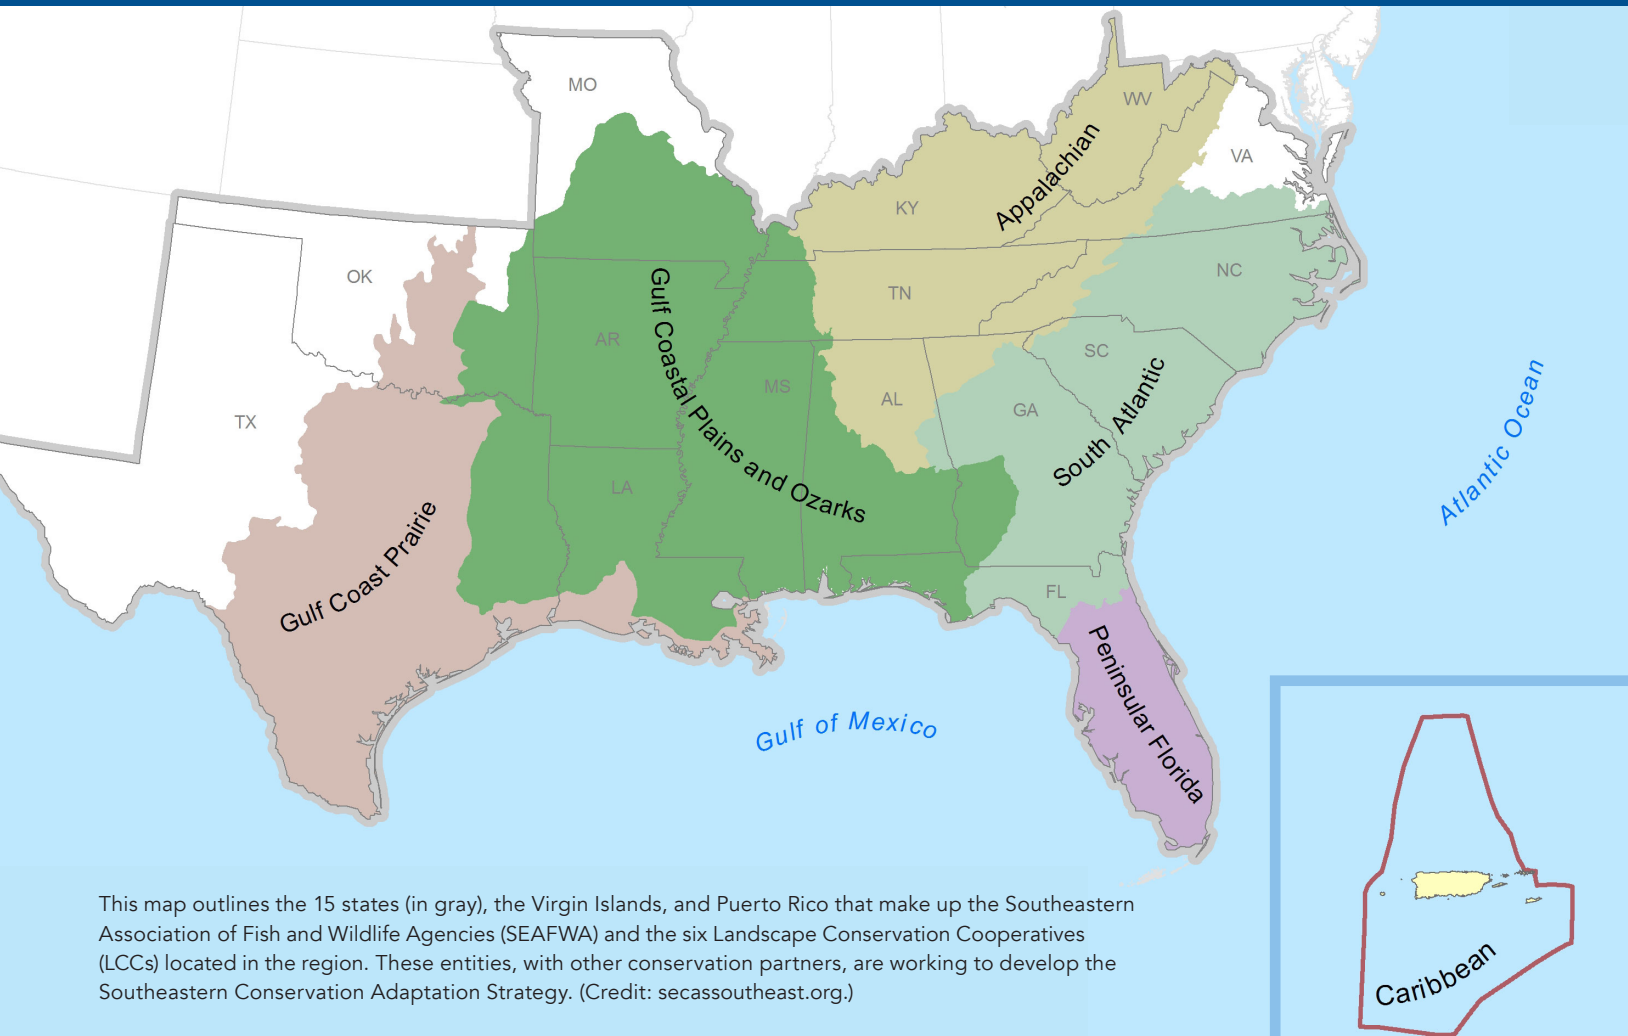 MO
WV
VA
Appalachian
KY
OK
NC
TN
Gulf Coastal Plains and Ozarks
AR
SC
MS
AL
GA
South Atlantic
TX
Atlantic Ocean
LA
Gulf Coast Prairie
FL
Peninsular Florida
Gulf of Mexico
This map outlines the 15 states (in gray), the Virgin Islands, and Puerto Rico that make up the Southeastern
Association of Fish and Wildlife Agencies (SEAFWA) and the six Landscape Conservation Cooperatives
(LCCs) located in the region. These entities, with other conservation partners, are working to develop the
Southeastern Conservation Adaptation Strategy. (Credit: secassoutheast.org.)
Caribbean